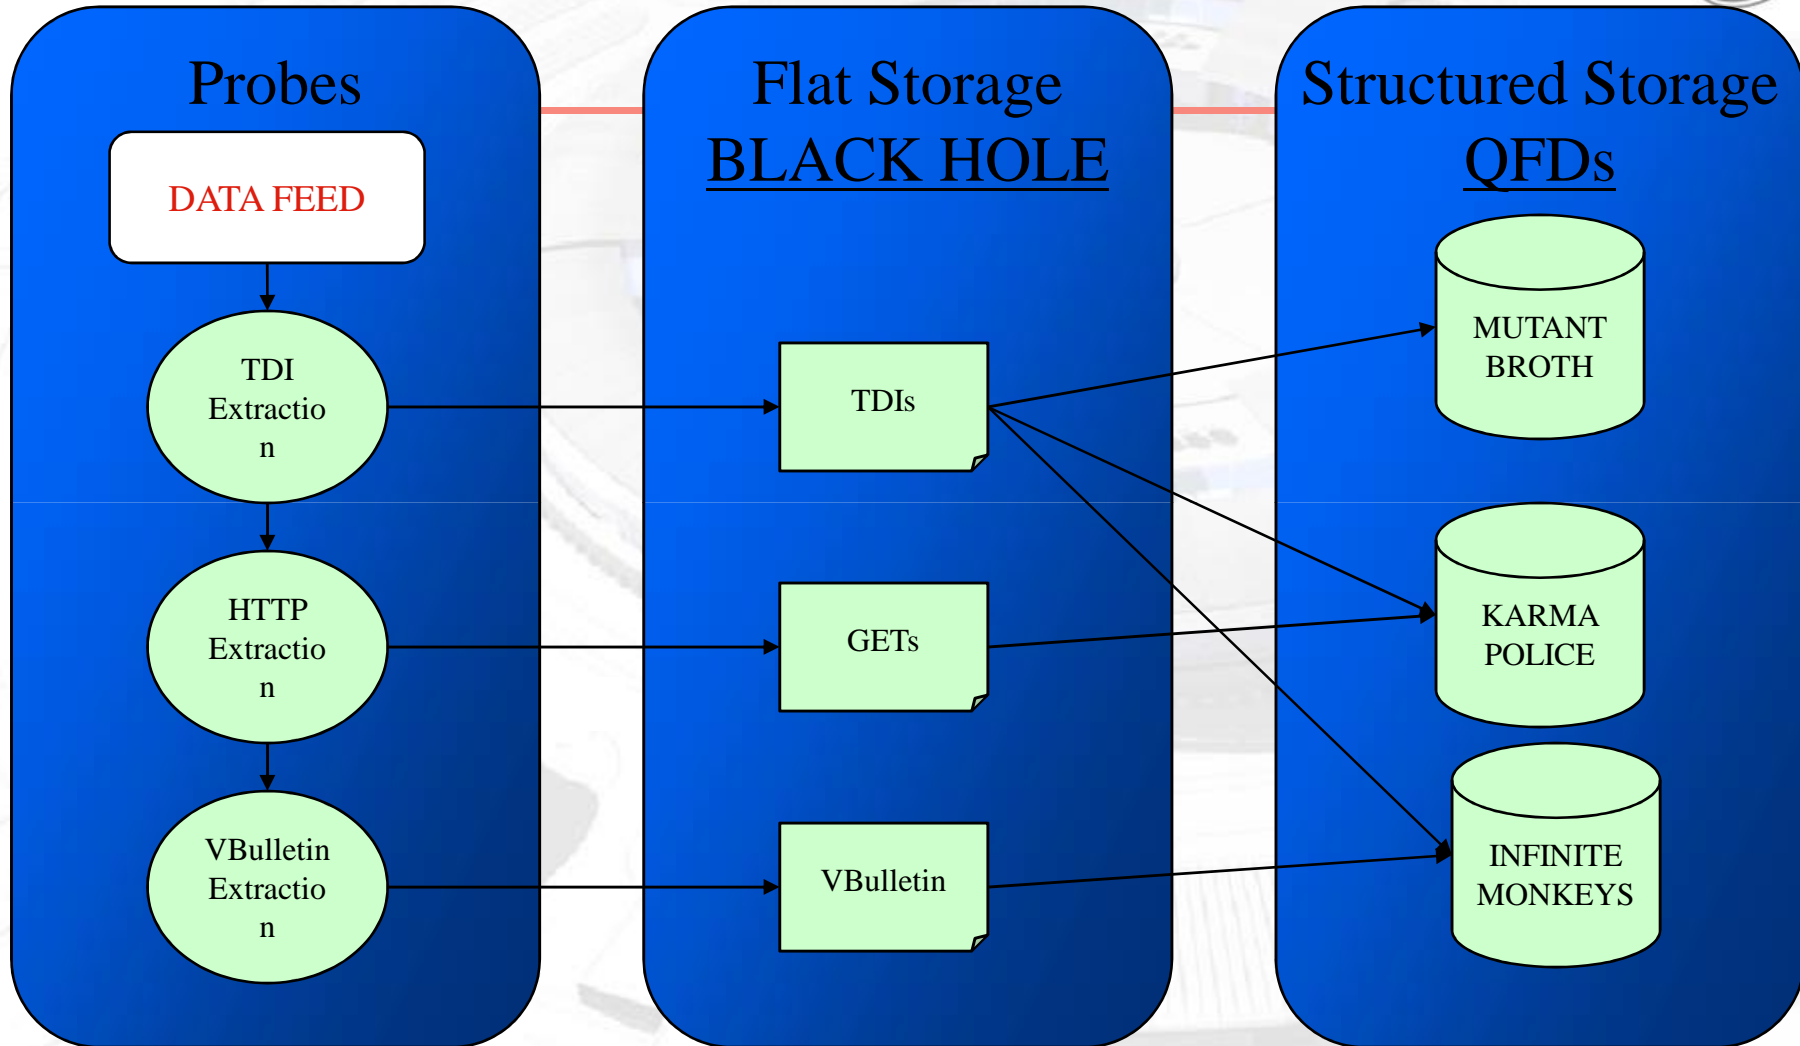 Probes
DATA FEED
TDI
Extractio
n
HTTP
Extractio
n
VBulletin
Extractio
n
Flat Storage
BLACK HOLE
TDIs
GETs
VBulletin
Structured Storage
QFDs
MUTANT
BROTH
KARMA
POLICE
INFINITE
MONKEYS